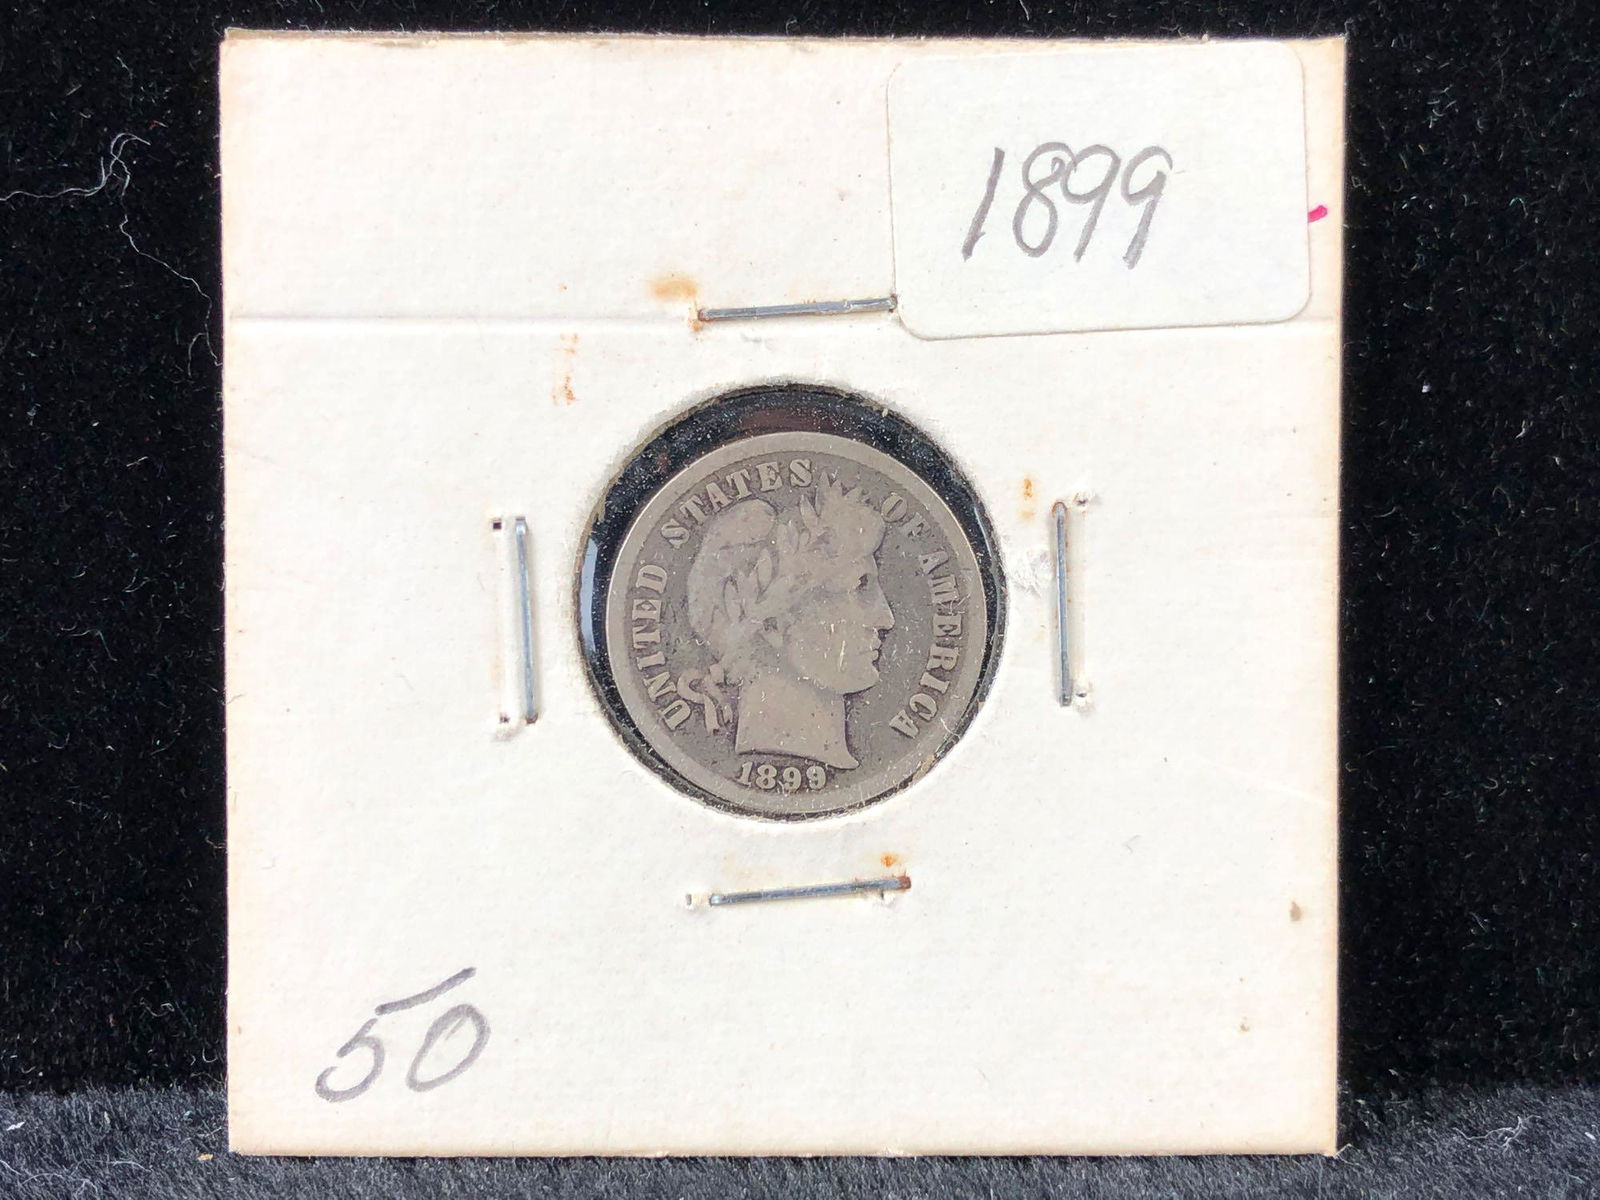 1899
UNITED STATES OF AMERICA
1899
50